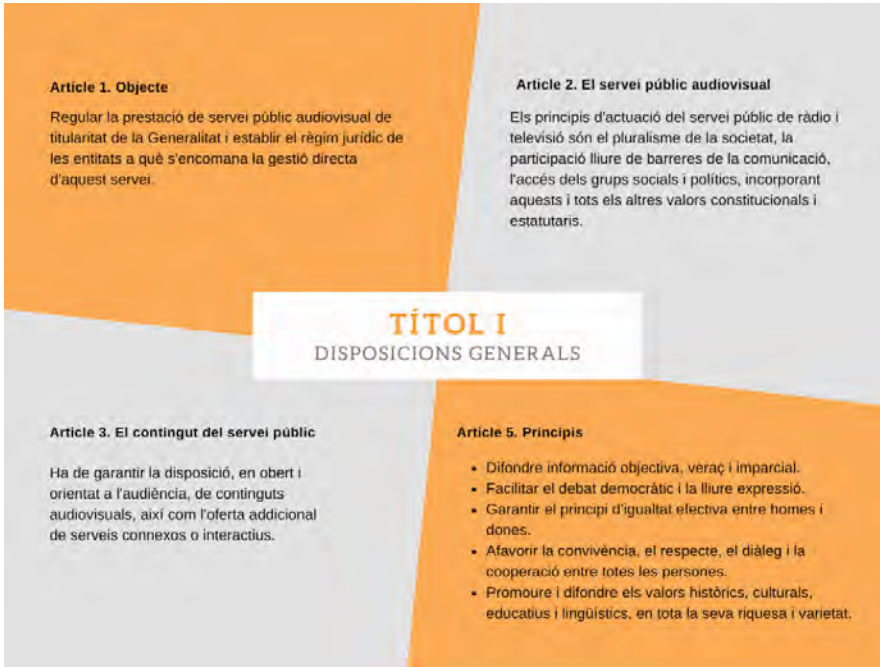 Article 1. Objecte
Regular la prestació de servei públic audiovisual de
titularitat de la Generalitat i establir el règim jurídic de
les entitats a què s'encomana la gestió directa
d'aquest servei.
Article 2. El servei públic audiovisual
Els principis d'actuació del servei públic de ràdio i
televisió són el pluralisme de la societat, la
participació lliure de barreres de la comunicació,
l'accés dels grups socials i polítics, incorporant
aquests i tots els altres valors constitucionals i
estatutaris.
TÍTOL I
DISPOSICIONS GENERALS
Article 3. El contingut del servei públic
Ha de garantir la disposició, en obert i
orientat a l'audiència, de continguts
audiovisuals, així com l'oferta addicional
de serveis connexos o interactius.
Article 5. Principis
• Difondre informació objectiva, veraç i imparcial.
• Facilitar el debat democràtic i la lliure expressió.
• Garantir el principi d'igualtat efectiva entre homes i
dones.
• Afavorir la convivència, el respecte, el diàleg i la
cooperació entre totes les persones.
• Promoure i difondre els valors històrics, culturals,
educatius i lingüístics, en tota la seva riquesa i varietat.